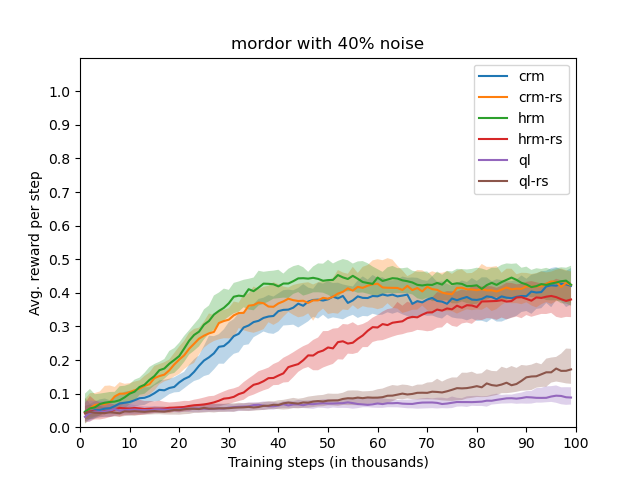 mordor with 40% noise
Avg. reward per step
1.0
0.9
0.8
0.7
0.6
0.5
0.4
0.3
0.2
0.1
0.0
crm
crm-rs
hrm
hrm-rs
ql
ql-rs
0 10 20 30 40 50 60 70 80 90 100
Training steps (in thousands)